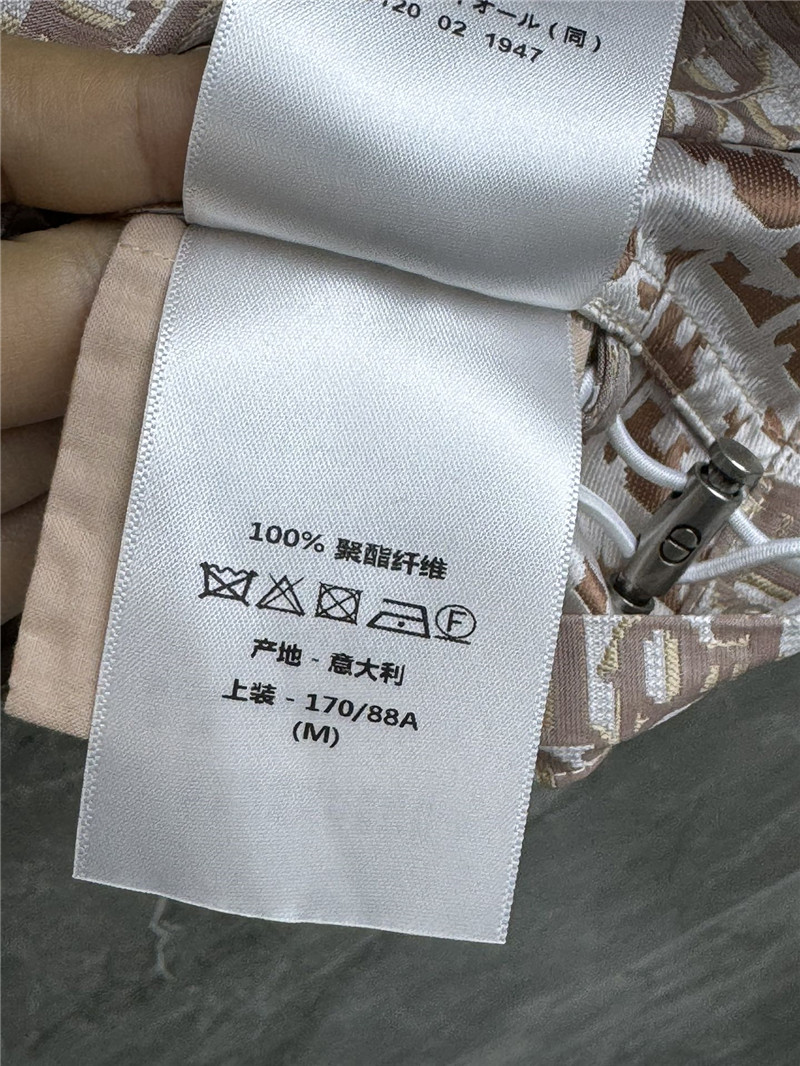 オール(同)
120 02 1947
100% 聚酯纤维
F
产地 - 意大利
上装 - 170/88A
(M)